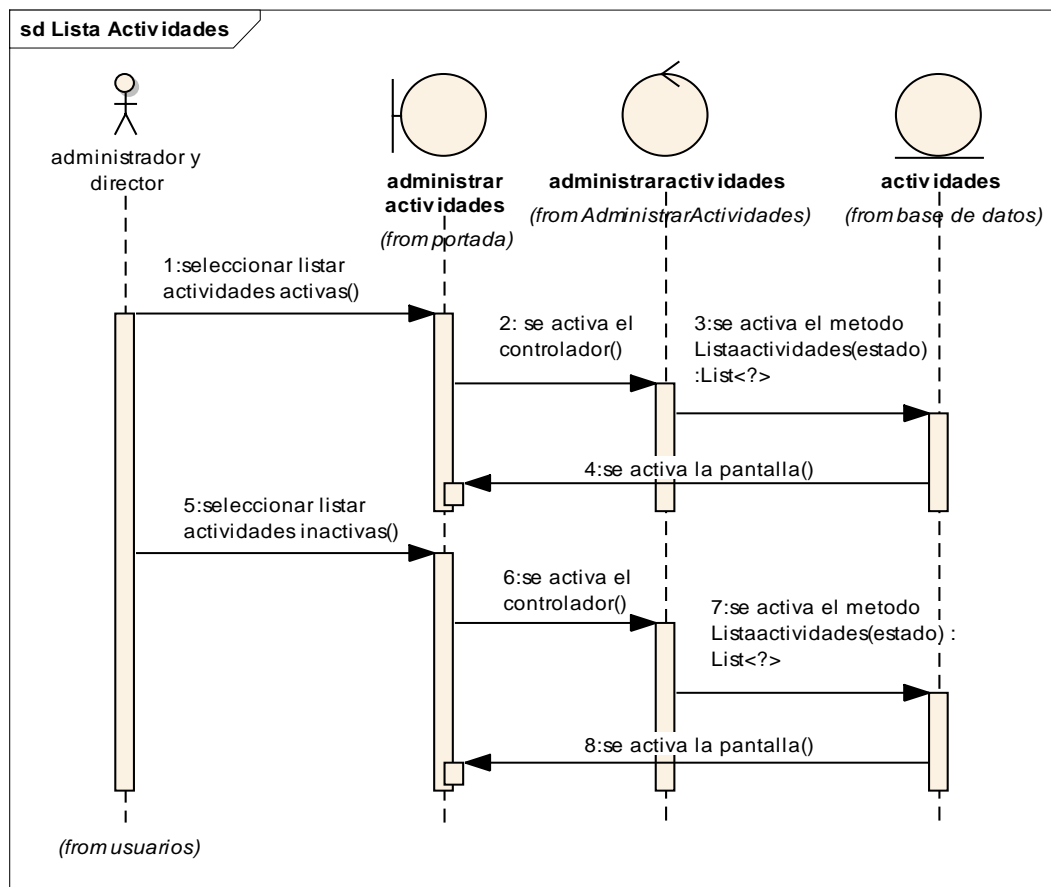 sd Lista Actividades
administrador y
director
administrar
actividades
(from portada)
administraractividades
(from AdministrarActividades)
actividades
(from base de datos)
1:seleccionar listar
actividades activas()
2: se activa el
controlador()
3:se activa el metodo
Listaactividades(estado)
:List<?>
4:se activa la pantalla()
5:seleccionar listar
actividades inactivas()
6:se activa el
controlador()
7:se activa el metodo
Listaactividades(estado) :
List<?>
8:se activa la pantalla()
(from usuarios)